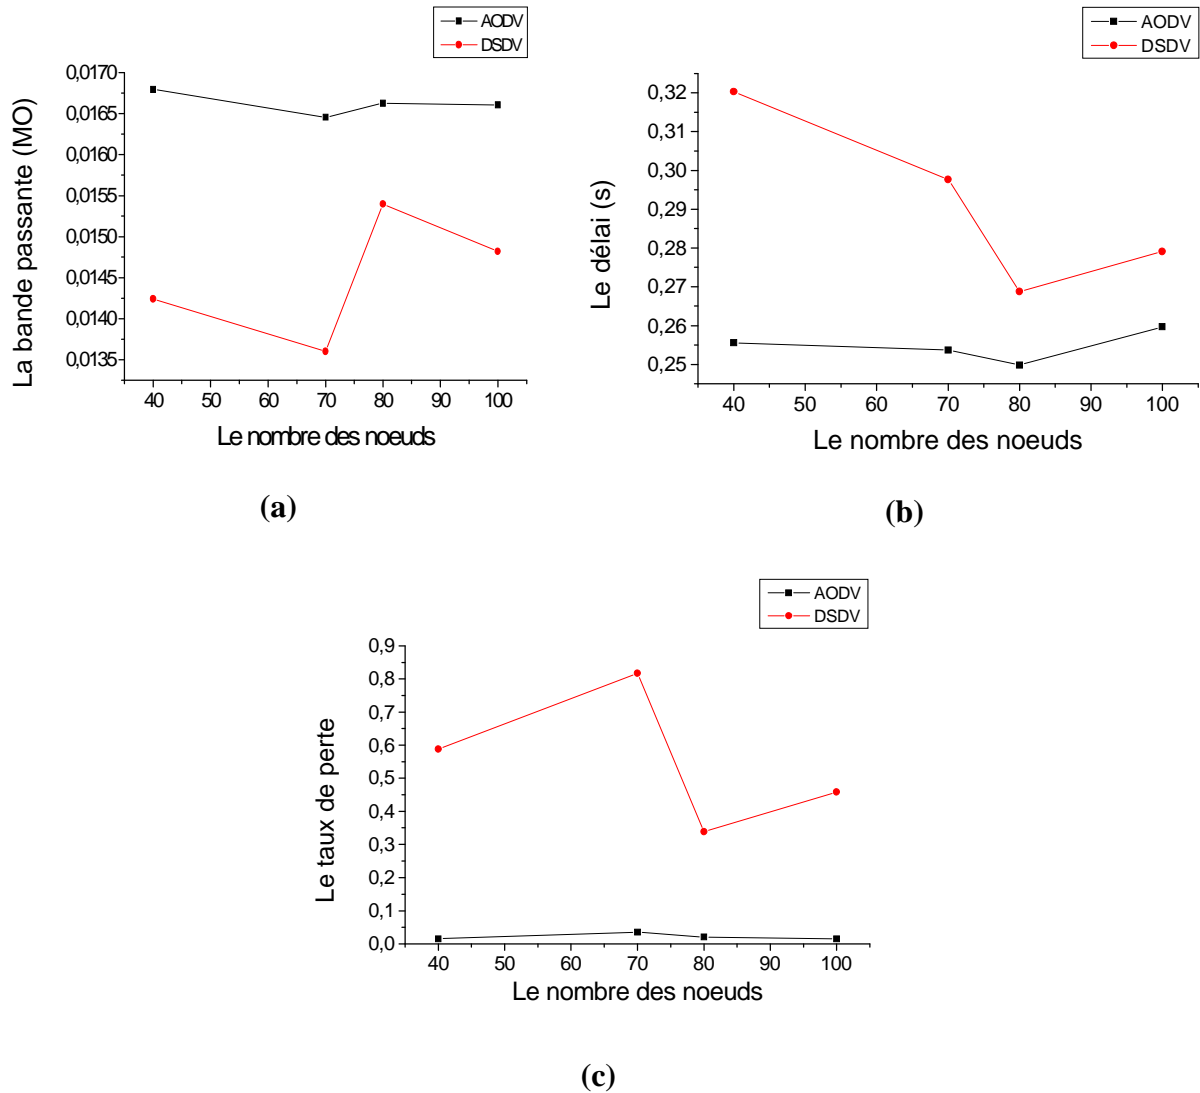 AODV
DSDV
0,0170
0,0165
0,0160
0,0155
0,0150
0,0145
0,0140
0,0135
La bande passante (MO)
40 50 60 70 80 90 100
Le nombre des noeuds
(a)
AODV
DSDV
0,32
0,31
0,30
0,29
0,28
0,27
0,26
0,25
Le délai (s)
40 50 60 70 80 90 100
Le nombre des noeuds
(b)
AODV
DSDV
0,9
0,8
0,7
0,6
0,5
0,4
0,3
0,2
0,1
0,0
Le taux de perte
40 50 60 70 80 90 100
Le nombre des noeuds
(c)